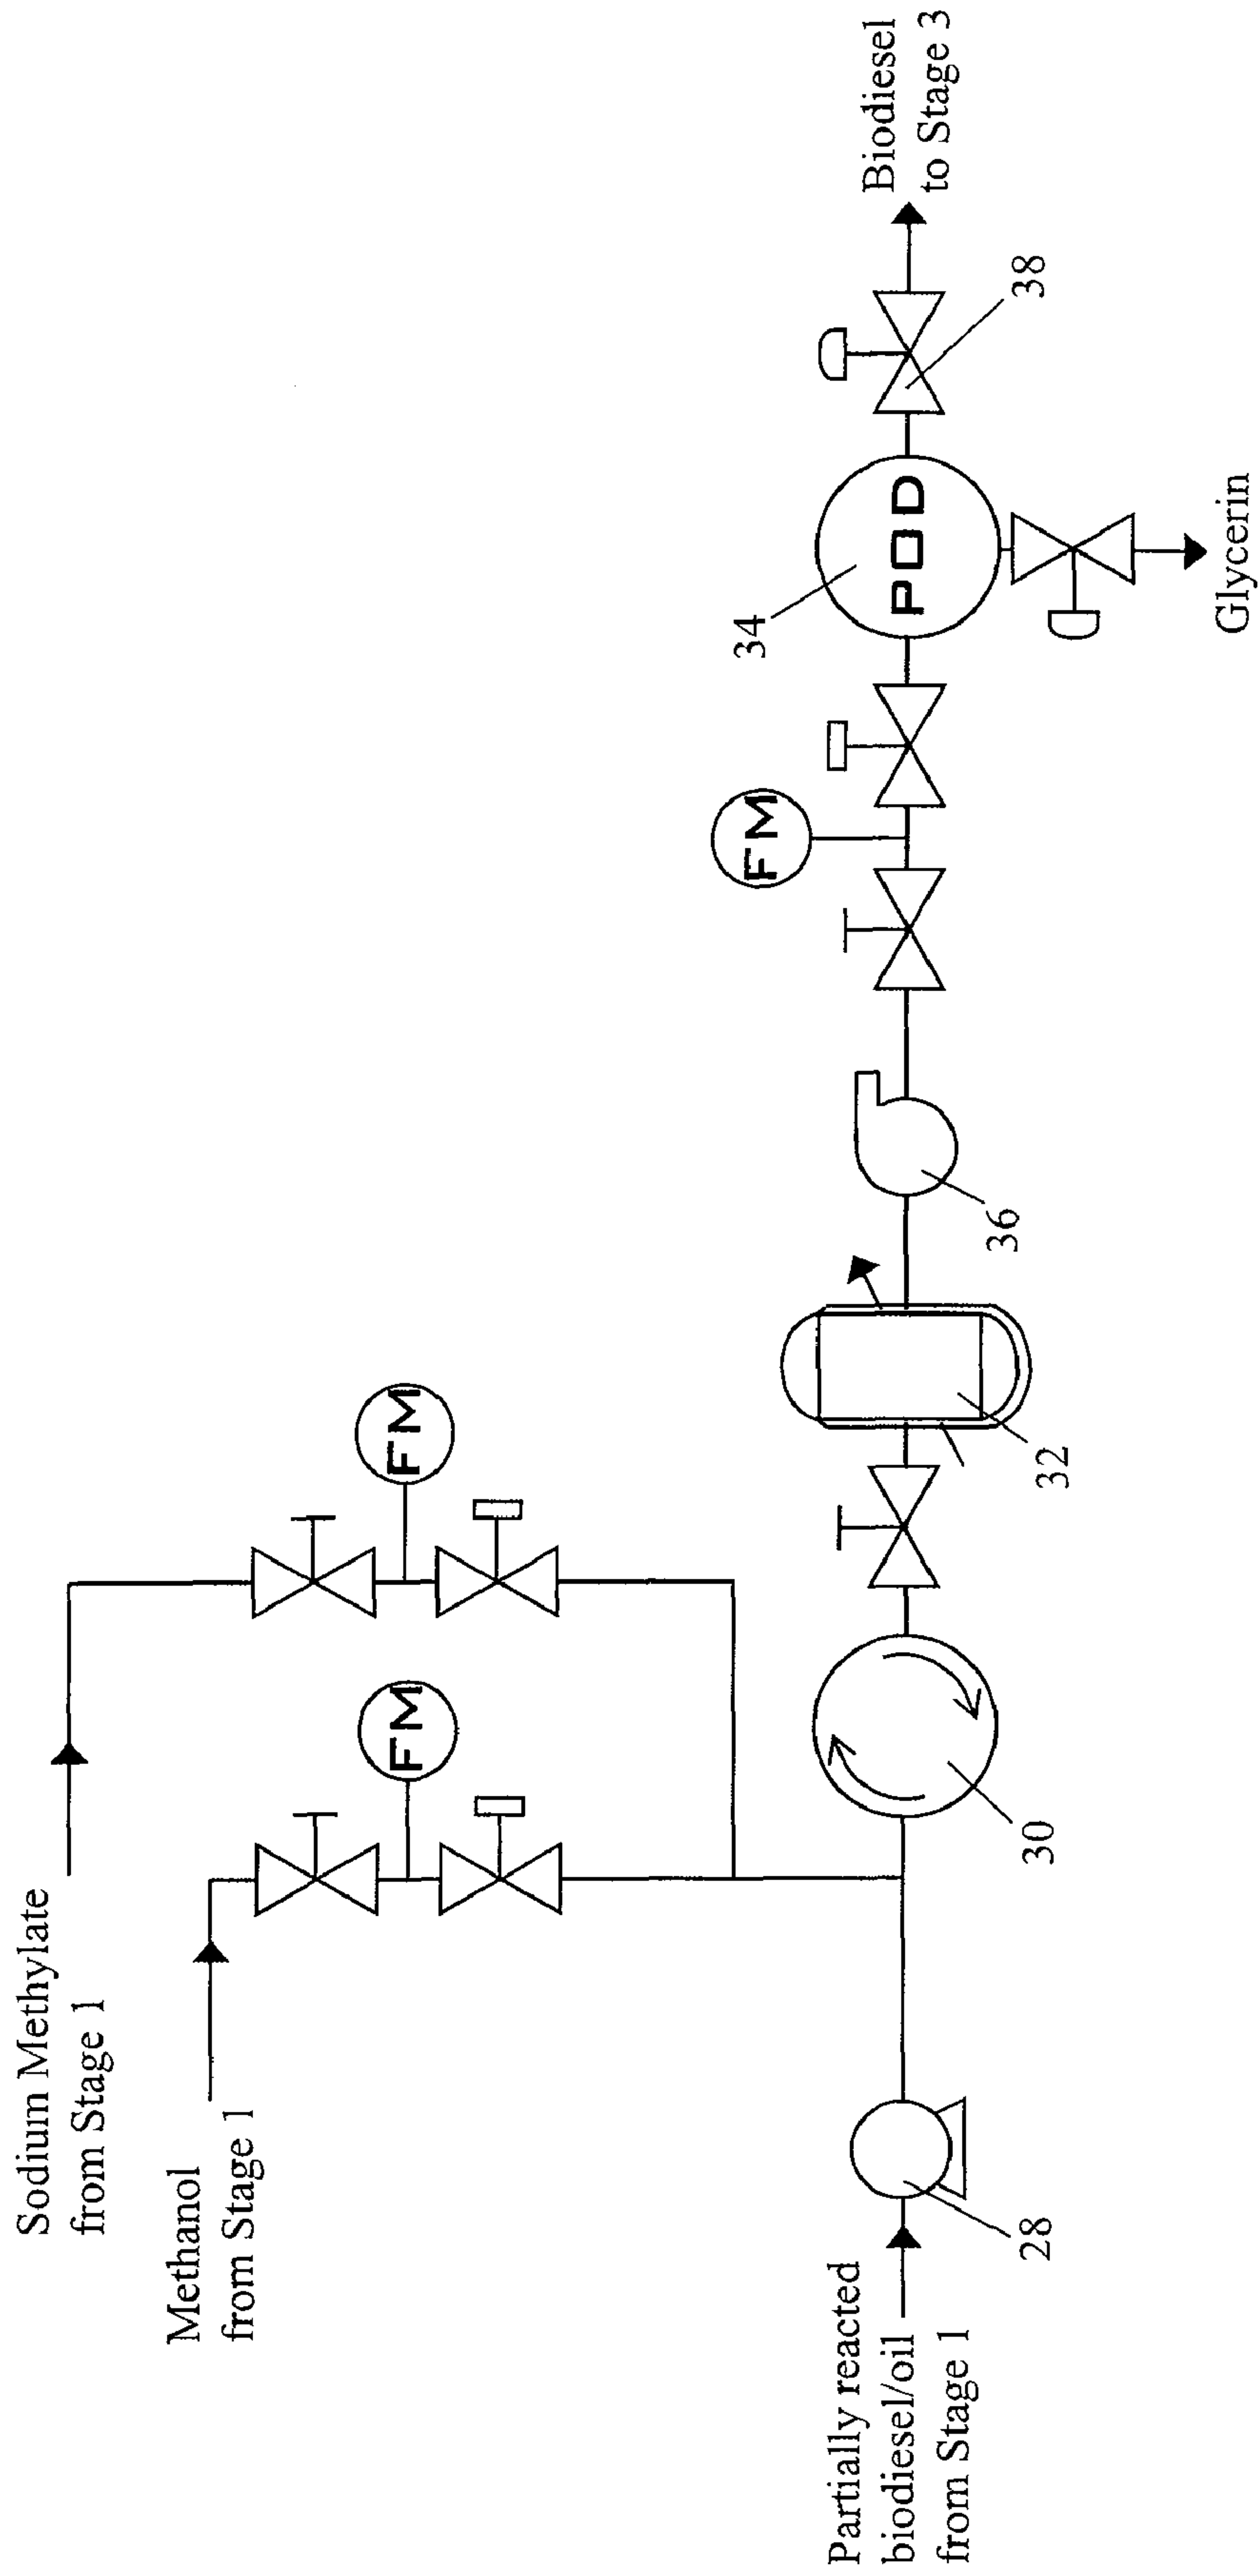 Sodium Methylate
from Stage 1
Methanol
from Stage 1
FM
FM
Partially reacted
biodiesel/oil
from Stage 1
28
30
32
36
FM
34
POD
38
Biodiesel
to Stage 3
Glycerin